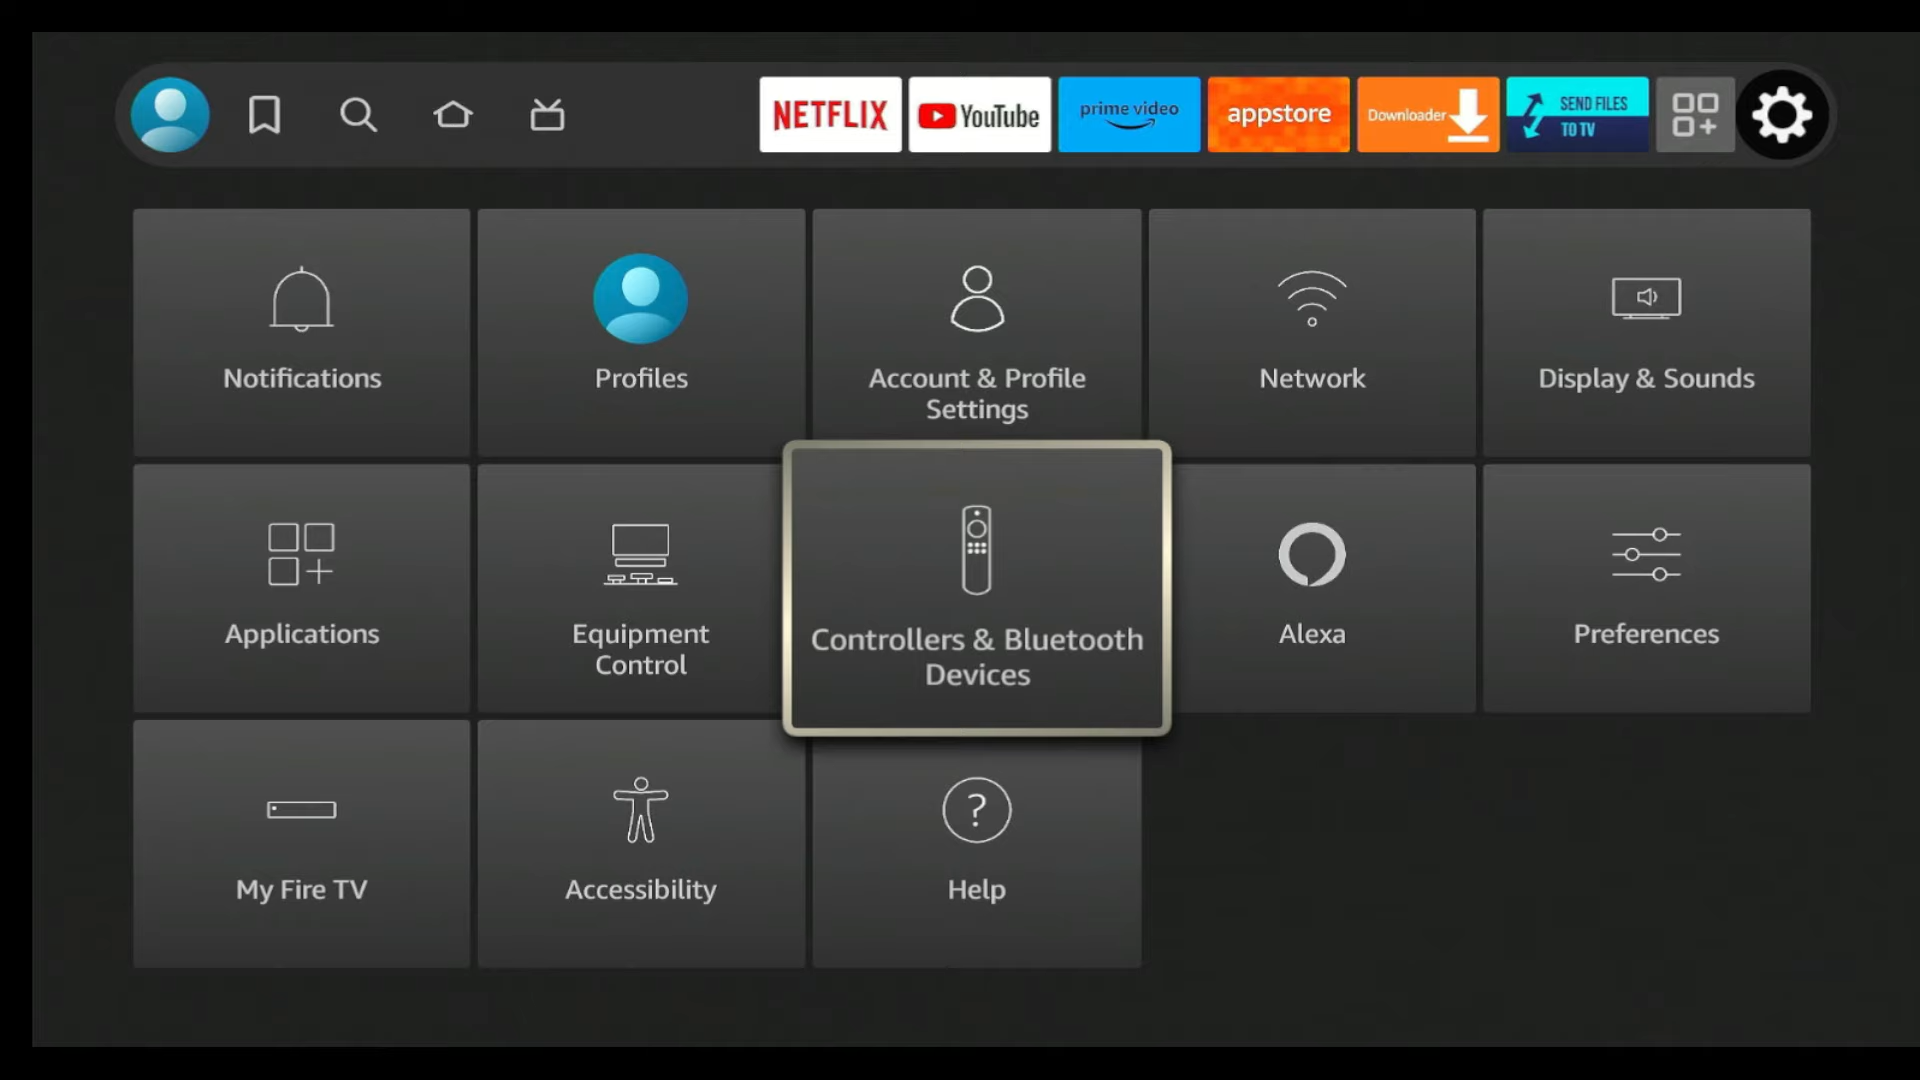 NETFLIX
YouTube
prime video
appstore
Downloader
SEND FILES
TO TV
Notifications
Profiles
Account & Profile
Settings
Network
Display & Sounds
Applications
Equipment
Control
Controllers & Bluetooth
Devices
Alexa
Preferences
My Fire TV
Accessibility
?
Help